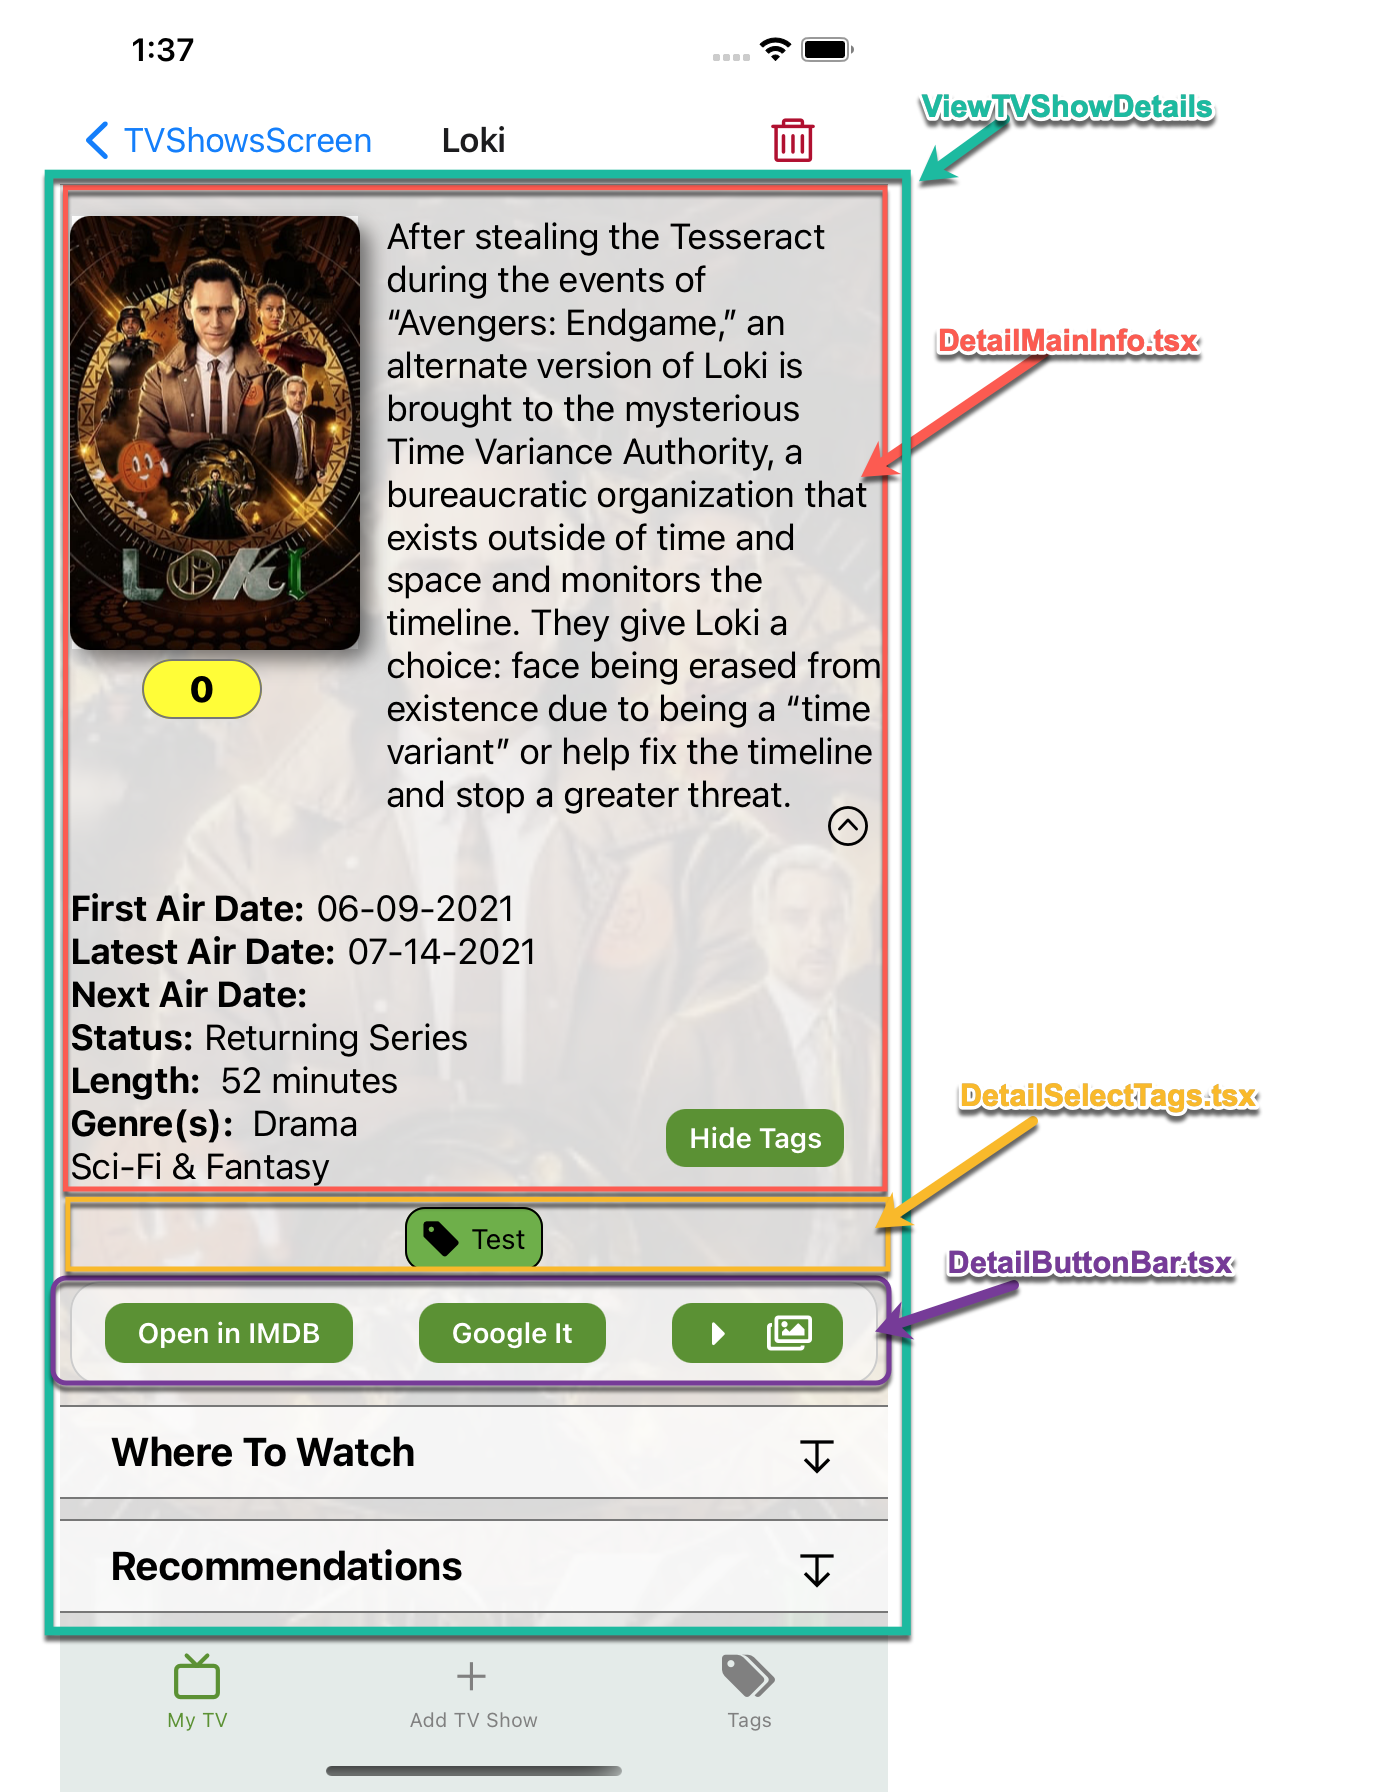 1:37
ViewTVShowDetails
TVShowsScreen
Loki
After stealing the Tesseract
during the events of
“Avengers: Endgame,” an
alternate version of Loki is
brought to the mysterious
Time Variance Authority, a
bureaucratic organization that
exists outside of time and
space and monitors the
timeline. They give Loki a
choice: face being erased from
existence due to being a “time
variant” or help fix the timeline
and stop a greater threat.
DetailMainInfo.tsx
LOKI
0
First Air Date: 06-09-2021
Latest Air Date: 07-14-2021
Next Air Date:
Status: Returning Series
Length: 52 minutes
Genre(s): Drama
Sci-Fi & Fantasy
Hide Tags
DetailSelectTags.tsx
Test
DetailButtonBar.tsx
Open in IMDB
Google It
Where To Watch
Recommendations
My TV
Add TV Show
Tags